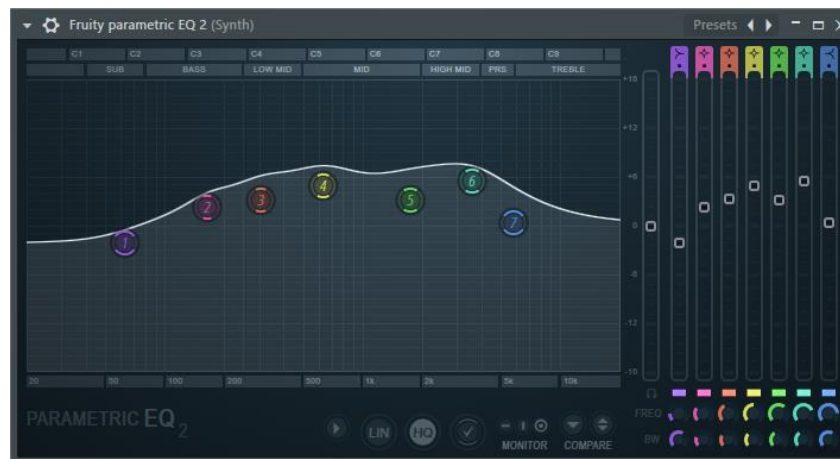 Fruity parametric EQ 2 (Synth) Presets
C1 C2 C3 C4 C5 C6 C7 C8 C9
SUB BASS LOW MID MID HIGH MID PRS TREBLE
+18
+12
+6
0
-6
-12
-18
1 2 3 4 5 6 7
20 50 100 200 500 1k 2k 5k 10k
PARAMETRIC EQ 2
LIN HQ
MONITOR COMPARE
FREQ
BW